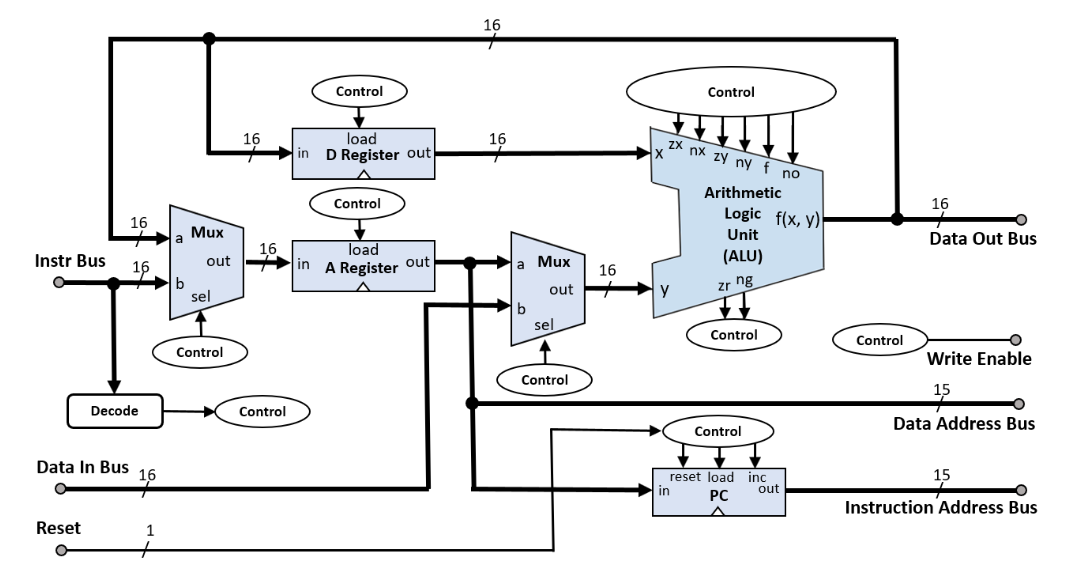 16
Control
Control
16
load
in
D Register
out
16
x
zx
nx
zy
ny
f
no
Arithmetic
Logic
Unit
(ALU)
f(x, y)
16
Data Out Bus
Control
16
a
Mux
out
16
load
in
A Register
out
a
Mux
out
16
y
zr
ng
Instr Bus
16
b
sel
b
sel
Control
Control
Write Enable
Control
Control
Decode
Control
15
Data Address Bus
Control
Data In Bus
16
reset
load
inc
in
PC
out
15
Instruction Address Bus
Reset
1